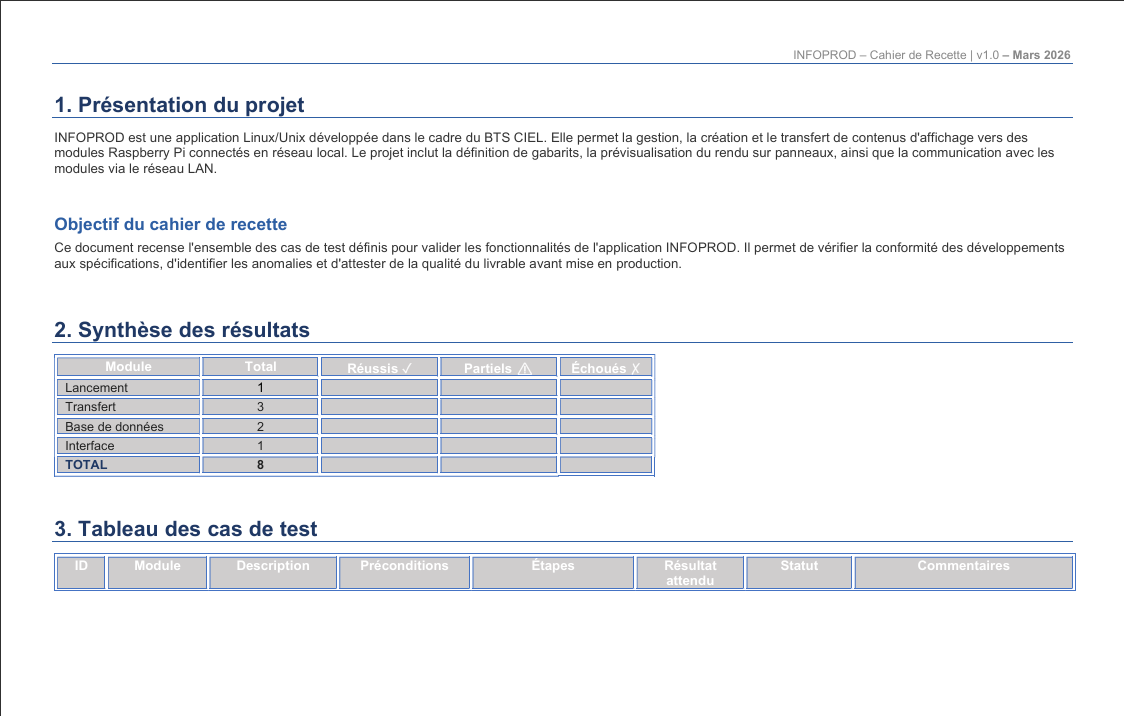 INFOPROD – Cahier de Recette | v1.0 – Mars 2026
1. Présentation du projet
INFOPROD est une application Linux/Unix développée dans le cadre du BTS CIEL. Elle permet la gestion, la création et le transfert de contenus d'affichage vers des
modules Raspberry Pi connectés en réseau local. Le projet inclut la définition de gabarits, la prévisualisation du rendu sur panneaux, ainsi que la communication avec les
modules via le réseau LAN.
Objectif du cahier de recette
Ce document recense l'ensemble des cas de test définis pour valider les fonctionnalités de l'application INFOPROD. Il permet de vérifier la conformité des développements
aux spécifications, d'identifier les anomalies et d'attester de la qualité du livrable avant mise en production.
2. Synthèse des résultats
Module Total Réussis ✓ Partiels ⚠ Échoués ✗
Lancement 1
Transfert 3
Base de données 2
Interface 1
TOTAL 8
3. Tableau des cas de test
ID Module Description Préconditions Étapes Résultat Statut Commentaires
attendu